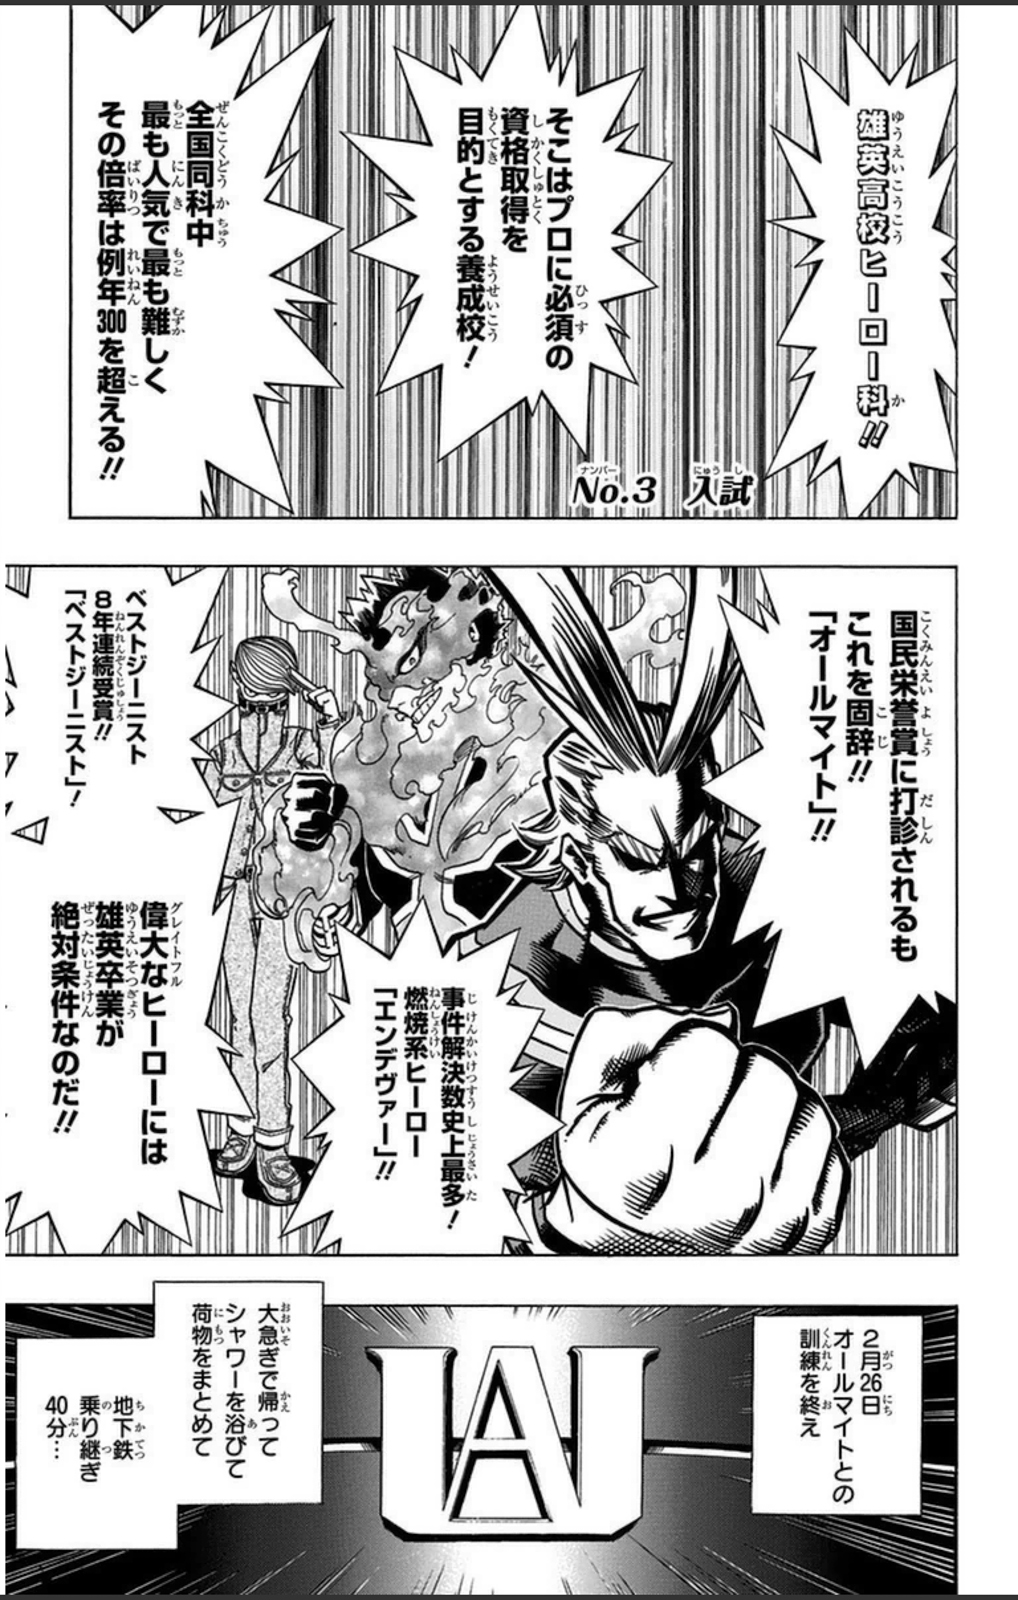 雄英高校ヒーロー科!!
そこはプロに必須の
資格取得を
目的とする養成校!
全国同科中
最も人気で最も難しく
その倍率は例年300を超える!!
No.3 入試
国民栄誉賞に打診されるも
これを固辞!!
「オールマイト」!!
事件解決数史上最多!
燃焼系ヒーロー
「エンデヴァー」!!
ベストジーニスト
8年連続受賞!!
「ベストジーニスト」!
偉大なヒーローには
雄英卒業が
絶対条件なのだ!!
2月26日
オールマイトとの
訓練を終え
大急ぎで帰って
シャワーを浴びて
荷物をまとめて
地下鉄
乗り継ぎ
40分…
UA